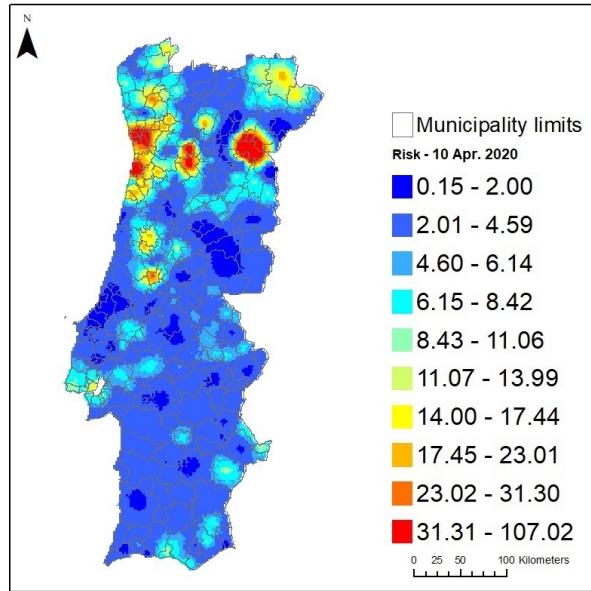 N
Municipality limits
Risk - 10 Apr. 2020
0.15 - 2.00
2.01 - 4.59
4.60 - 6.14
6.15 - 8.42
8.43 - 11.06
11.07 - 13.99
14.00 - 17.44
17.45 - 23.01
23.02 - 31.30
31.31 - 107.02
0 25 50 100 Kilometers